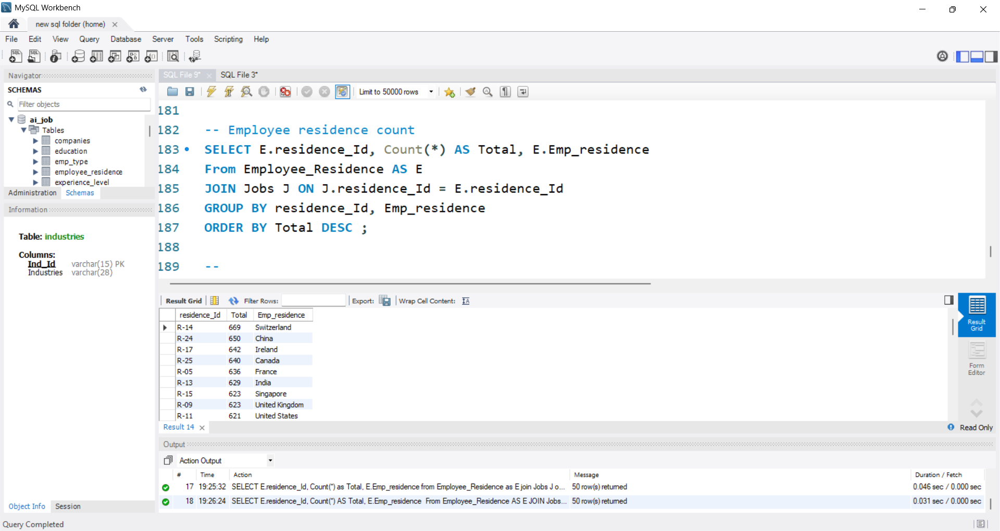 MySQL Workbench
new sql folder (home)
File Edit View Query Database Server Tools Scripting Help
Navigator
SCHEMAS
Filter objects
ai_job
Tables
companies
education
emp_type
employee_residence
experience_level
Administration Schemas
Information
Table: industries
Columns:
Ind_Id varchar(15) PK
Industries varchar(28)
Object Info Session
SQL File 9* SQL File 3*
Limit to 50000 rows
181
182 -- Employee residence count
183 SELECT E.residence_Id, Count(*) AS Total, E.Emp_residence
184 From Employee_Residence AS E
185 JOIN Jobs J ON J.residence_Id = E.residence_Id
186 GROUP BY residence_Id, Emp_residence
187 ORDER BY Total DESC ;
188
189 --
Result Grid Filter Rows: Export: Wrap Cell Content:
residence_Id Total Emp_residence
R-14 669 Switzerland
R-24 650 China
R-17 642 Ireland
R-25 640 Canada
R-05 636 France
R-13 629 India
R-15 623 Singapore
R-09 623 United Kingdom
R-11 621 United States
Result Grid
Form Editor
Result 14
Read Only
Output
Action Output
# Time Action Message Duration / Fetch
17 19:25:32 SELECT E.residence_Id, Count(*) as Total, E.Emp_residence from Employee_Residence as E join Jobs J o... 50 row(s) returned 0.046 sec / 0.000 sec
18 19:26:24 SELECT E.residence_Id, Count(*) AS Total, E.Emp_residence From Employee_Residence AS E JOIN Jobs... 50 row(s) returned 0.031 sec / 0.000 sec
Query Completed